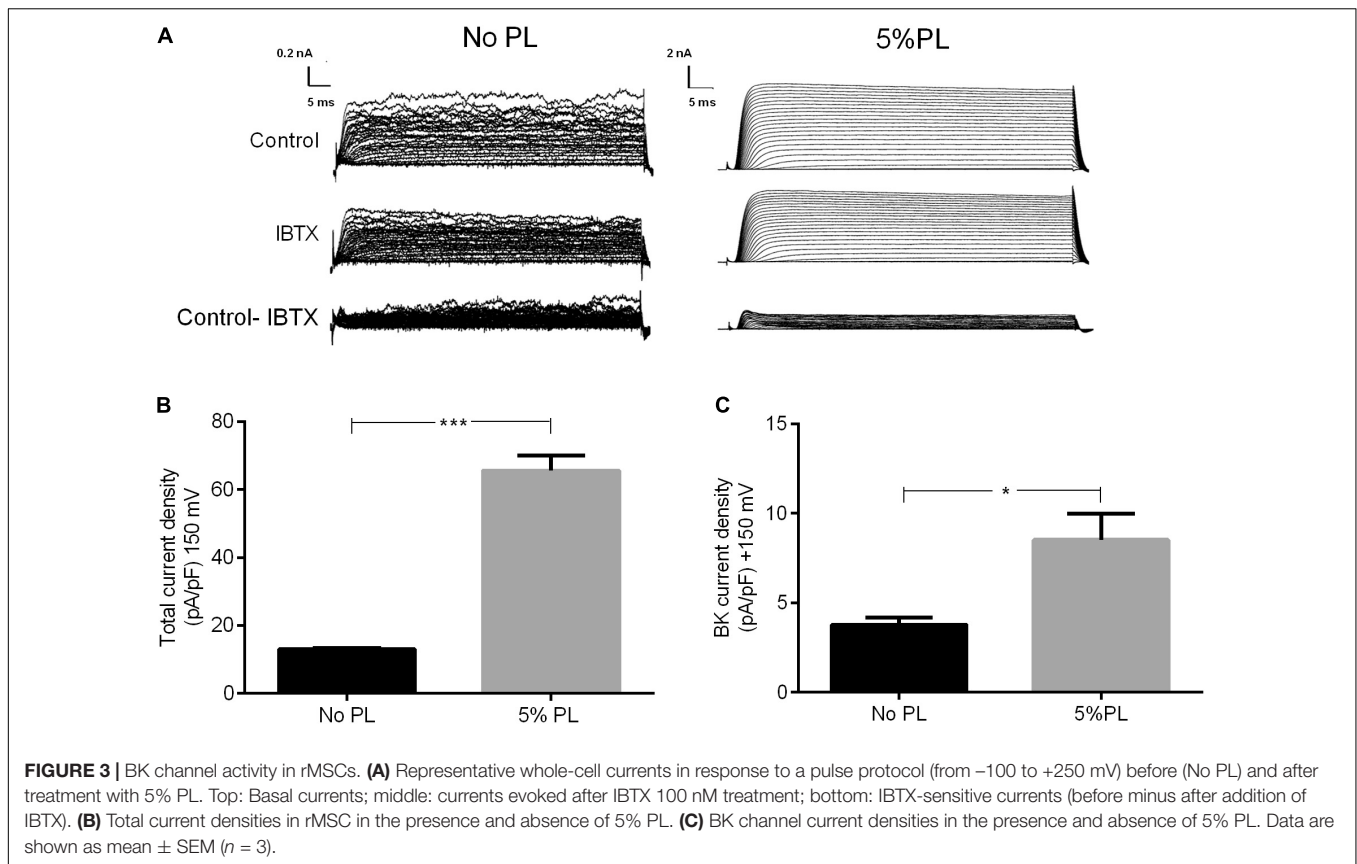 A
No PL
5%PL
0.2 nA
5 ms
2 nA
5 ms
Control
IBTX
Control- IBTX
B
Total current density
(pA/pF) 150 mV
80
60
40
20
0
***
No PL
5% PL
C
BK current density
(pA/pF) +150 mV
15
10
5
0
*
No PL
5%PL
FIGURE 3 | BK channel activity in rMSCs. (A) Representative whole-cell currents in response to a pulse protocol (from –100 to +250 mV) before (No PL) and after
treatment with 5% PL. Top: Basal currents; middle: currents evoked after IBTX 100 nM treatment; bottom: IBTX-sensitive currents (before minus after addition of
IBTX). (B) Total current densities in rMSC in the presence and absence of 5% PL. (C) BK channel current densities in the presence and absence of 5% PL. Data are
shown as mean ± SEM (n = 3).